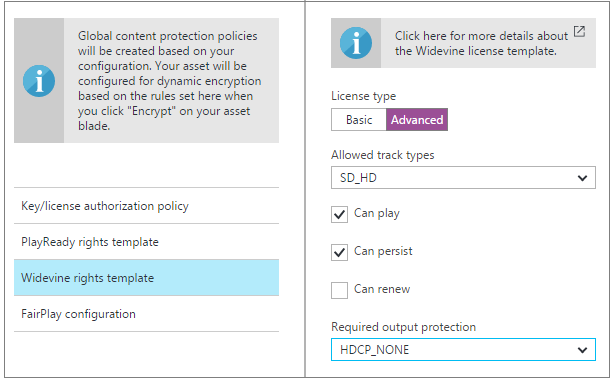 Global content protection policies
will be created based on your
configuration. Your asset will be
configured for dynamic encryption
based on the rules set here when
you click "Encrypt" on your asset
blade.
Key/license authorization policy
PlayReady rights template
Widevine rights template
FairPlay configuration
Click here for more details about
the Widevine license template.
License type
Basic Advanced
Allowed track types
SD_HD
Can play
Can persist
Can renew
Required output protection
HDCP_NONE